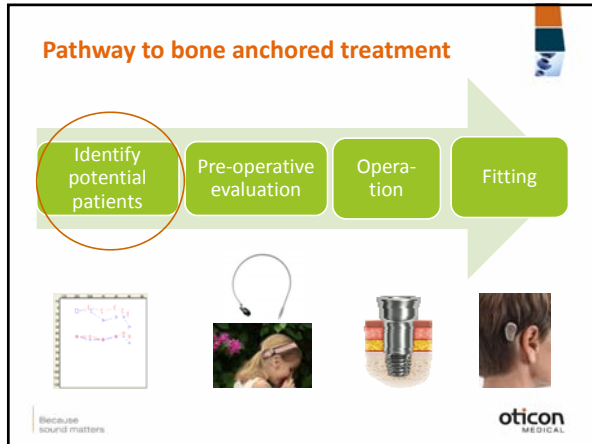 Pathway to bone anchored treatment
Identify
potential
patients
Pre-operative
evaluation
Opera-
tion
Fitting
Because
sound matters
oticon
MEDICAL